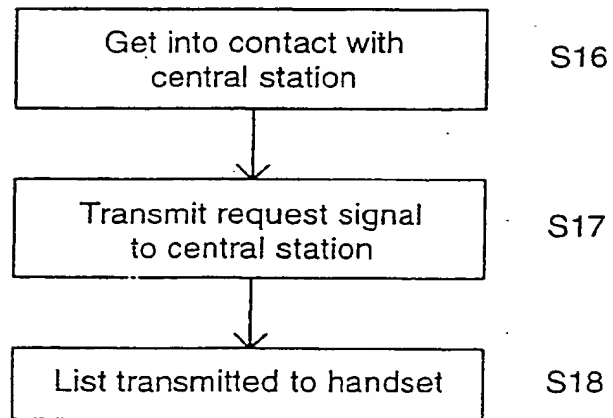 Get into contact with
central station
S16
Transmit request signal
to central station
S17
List transmitted to handset
S18